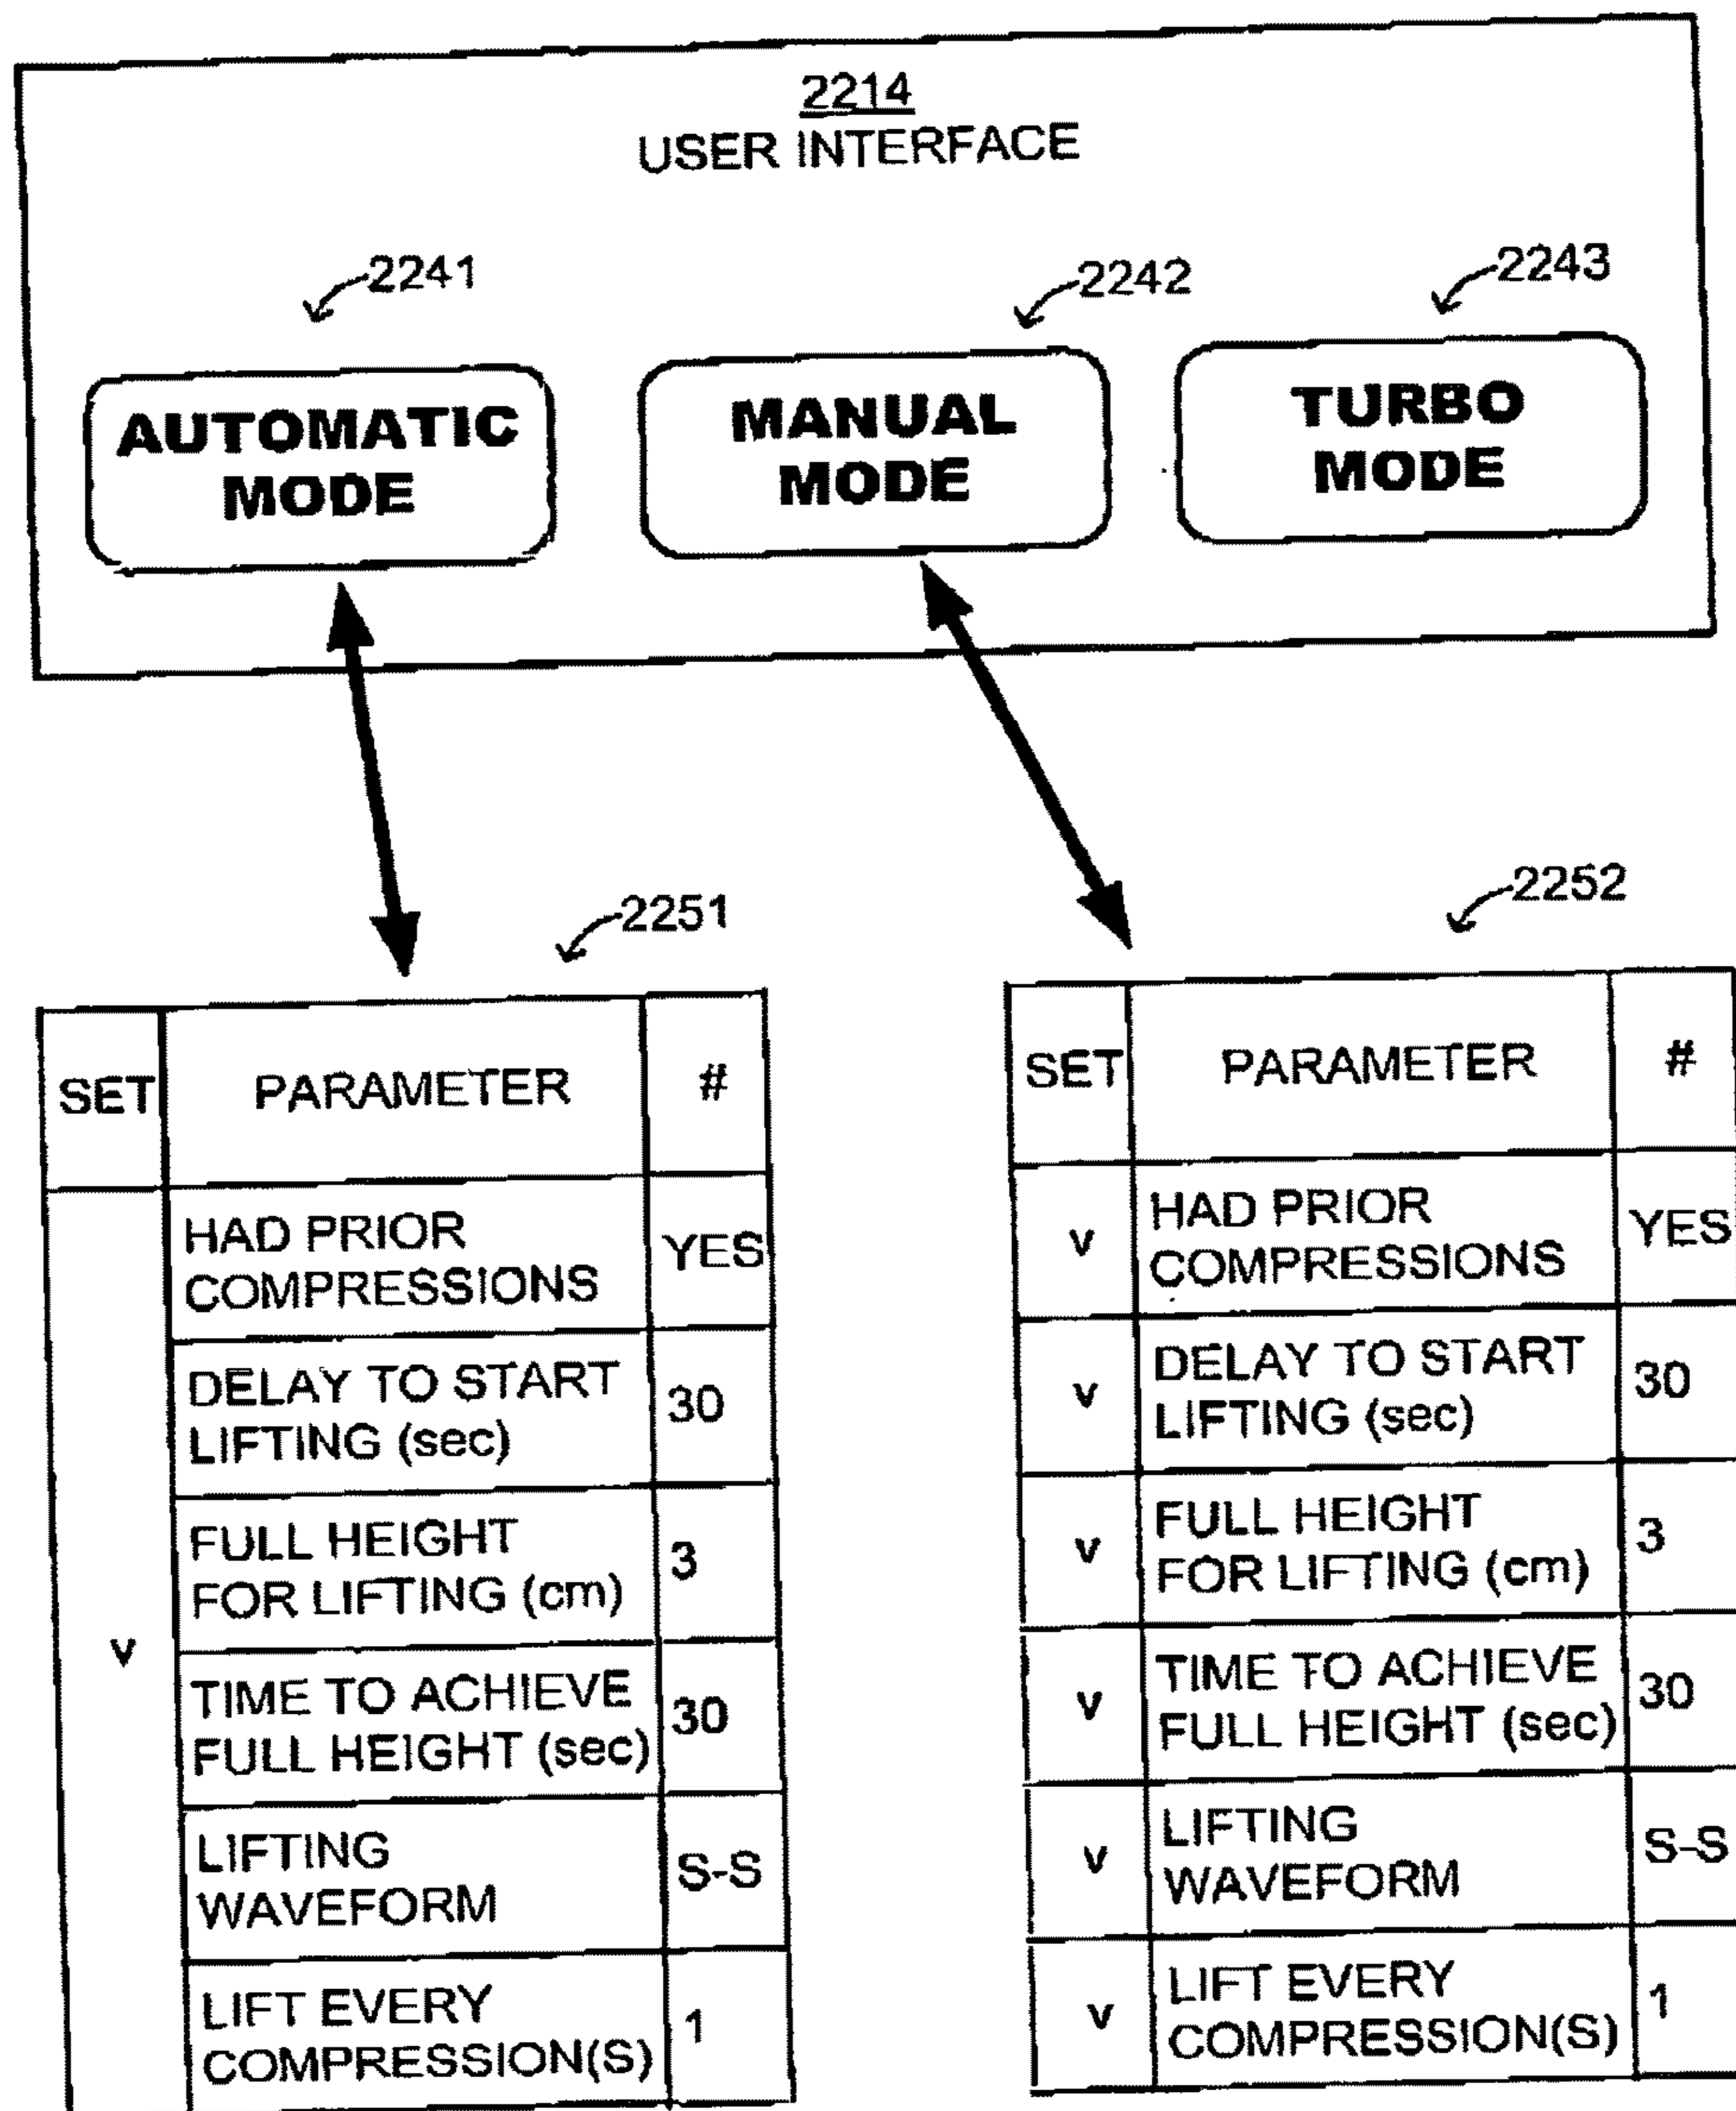 2214
USER INTERFACE
2241
2242
2243
AUTOMATIC
MODE
MANUAL
MODE
TURBO
MODE
2251
2252
SET PARAMETER #
HAD PRIOR
COMPRESSIONS
YES
DELAY TO START
LIFTING (sec)
30
FULL HEIGHT
FOR LIFTING (cm)
3
v
TIME TO ACHIEVE
FULL HEIGHT (sec)
30
LIFTING
WAVEFORM
S-S
LIFT EVERY
COMPRESSION(S)
1
SET PARAMETER #
v
HAD PRIOR
COMPRESSIONS
YES
v
DELAY TO START
LIFTING (sec)
30
v
FULL HEIGHT
FOR LIFTING (cm)
3
v
TIME TO ACHIEVE
FULL HEIGHT (sec)
30
v
LIFTING
WAVEFORM
S-S
v
LIFT EVERY
COMPRESSION(S)
1